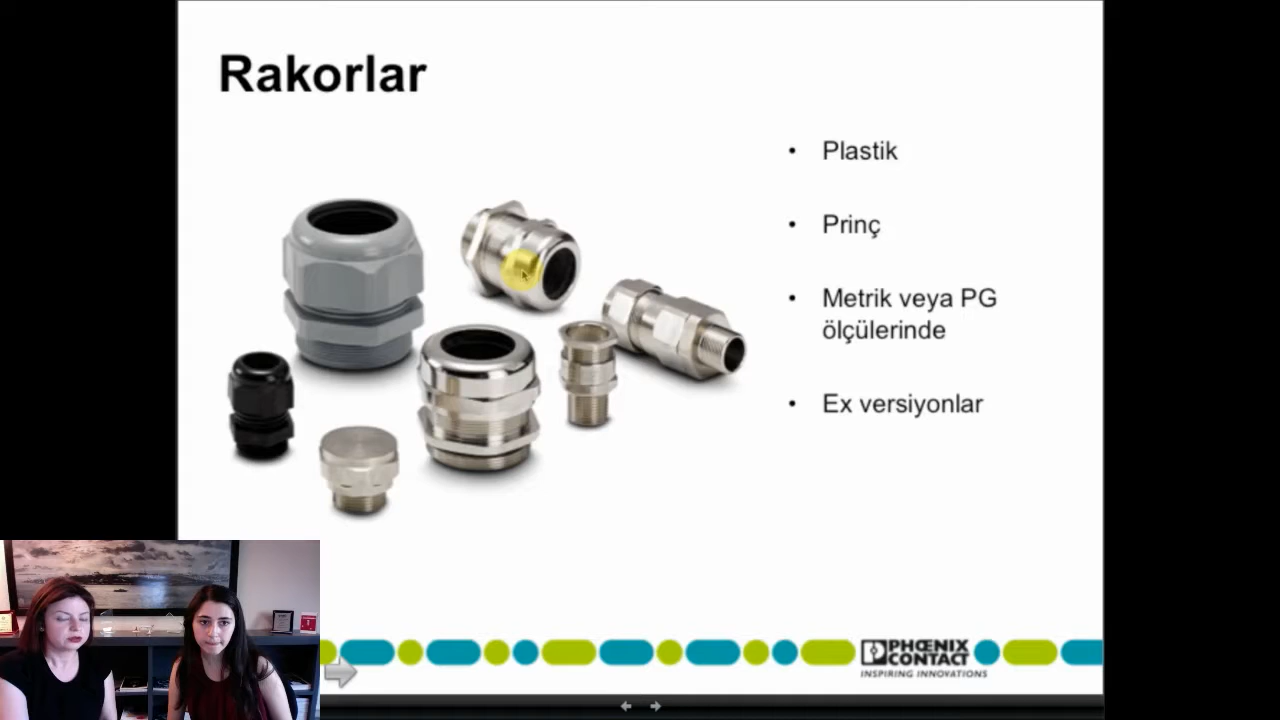 Rakorlar
• Plastik
• Prinç
• Metrik veya PG
ölçülerinde
• Ex versiyonlar
PHŒNIX
CONTACT
INSPIRING INNOVATIONS